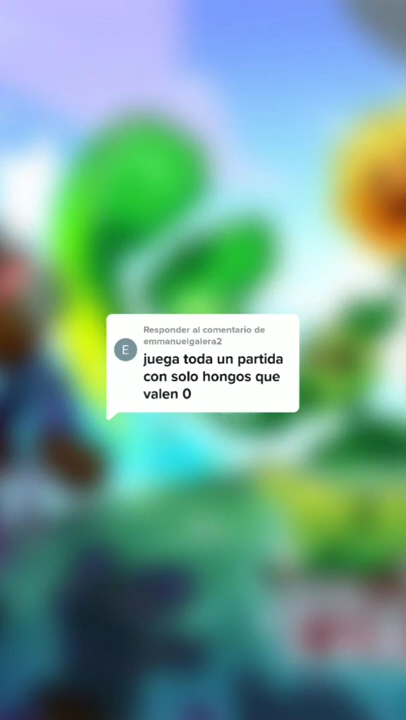 Responder al comentario de
emmanuelgalera2
E
juega toda un partida
con solo hongos que
valen 0